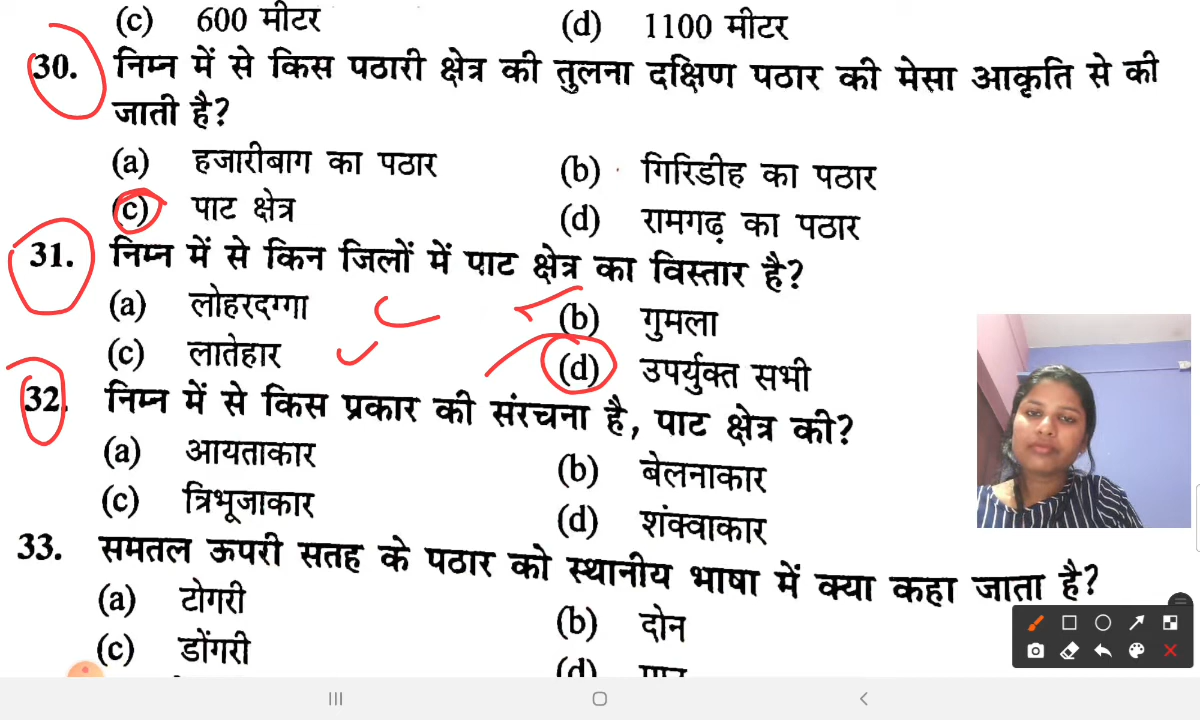 (c) 600 मीटर (d) 1100 मीटर
30. निम्न में से किस पठारी क्षेत्र की तुलना दक्षिण पठार की मेसा आकृति से की
जाती है?
(a) हजारीबाग का पठार (b) गिरिडीह का पठार
(c) पाट क्षेत्र (d) रामगढ़ का पठार
31. निम्न में से किन जिलों में पाट क्षेत्र का विस्तार है?
(a) लोहरदग्गा (b) गुमला
(c) लातेहार (d) उपर्युक्त सभी
32. निम्न में से किस प्रकार की संरचना है, पाट क्षेत्र की?
(a) आयताकार (b) बेलनाकार
(c) त्रिभूजाकार (d) शंक्वाकार
33. समतल ऊपरी सतह के पठार को स्थानीय भाषा में क्या कहा जाता है?
(a) टोगरी (b) दोन
(c) डोंगरी (d)